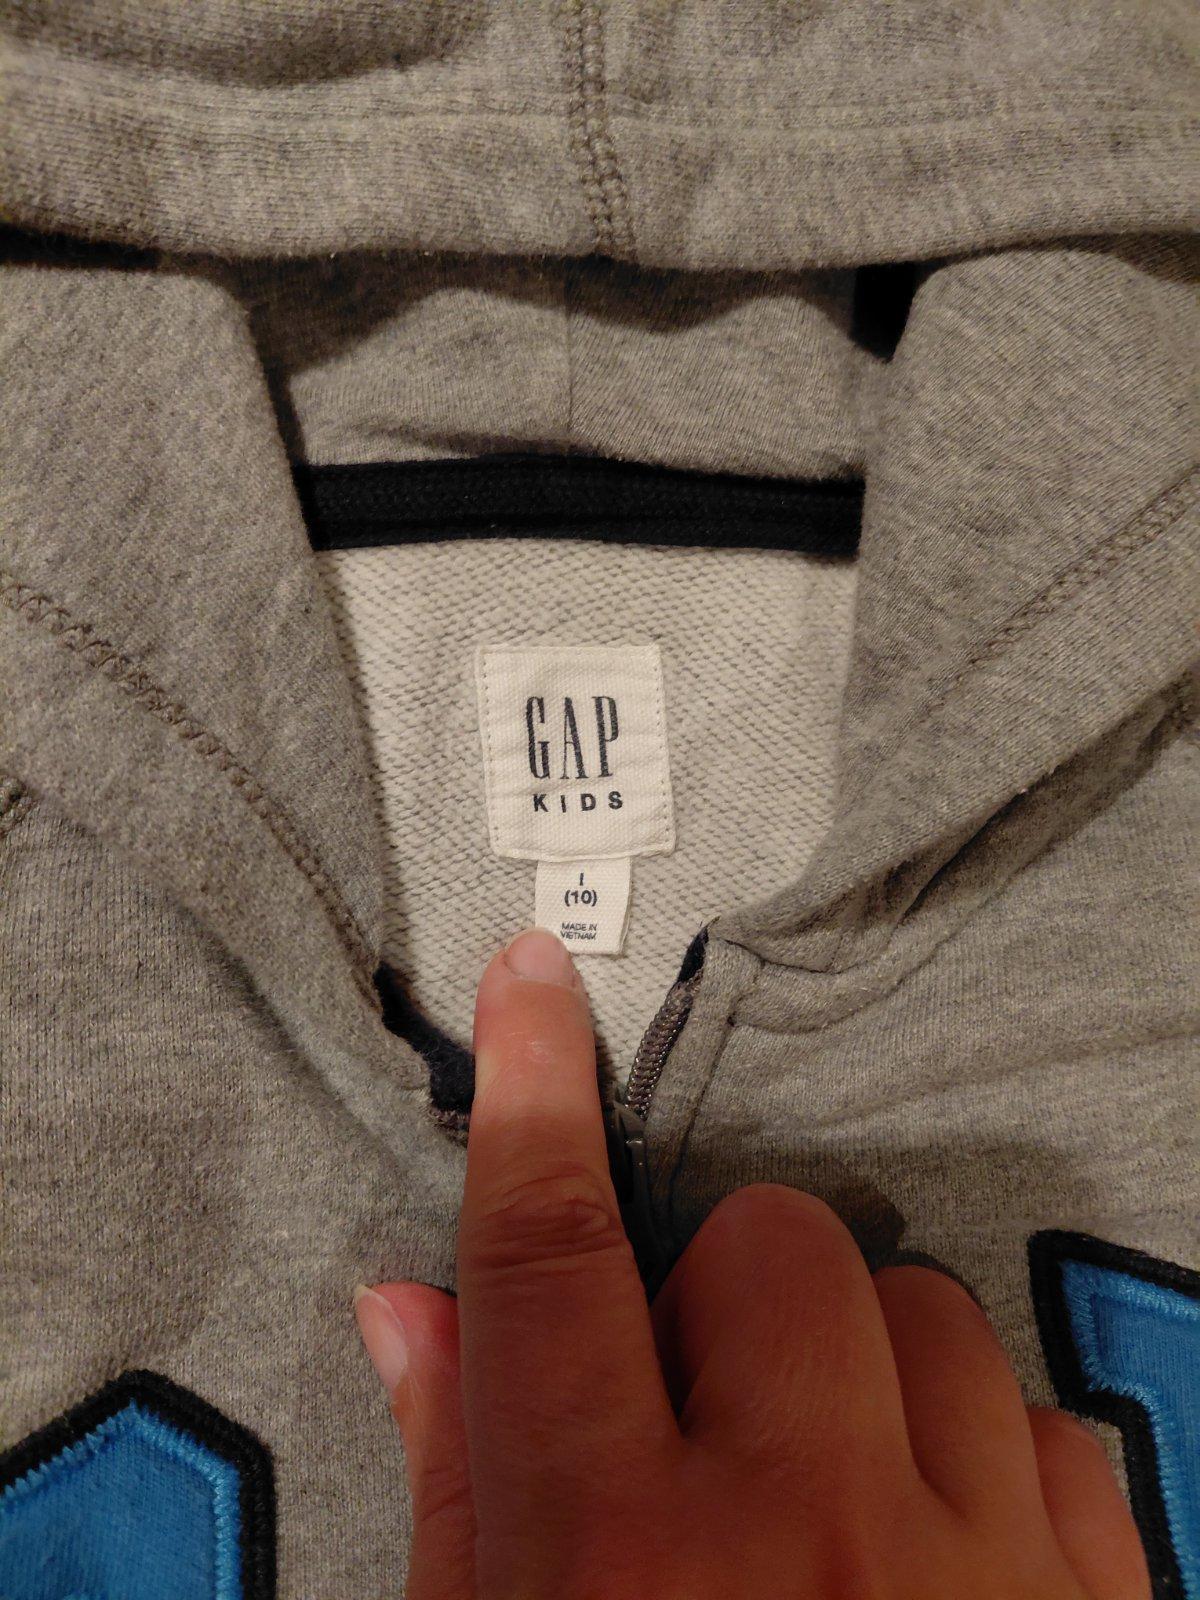 GAP
KIDS
I
(10)
MADE IN
VIETNAM